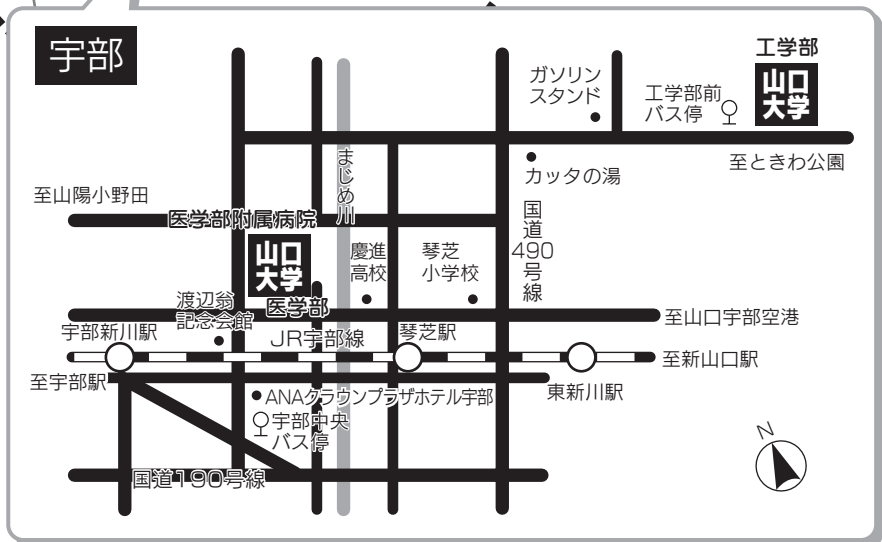 宇部
工学部
山口
大学
ガソリン
スタンド
工学部前
バス停
至ときわ公園
カッタの湯
まじめ川
至山陽小野田
医学部附属病院
国道490号線
山口
大学
医学部
慶進
高校
琴芝
小学校
渡辺翁
記念会館
至山口宇部空港
宇部新川駅
JR宇部線
琴芝駅
至新山口駅
至宇部駅
東新川駅
ANAクラウンプラザホテル宇部
宇部中央
バス停
国道190号線
N